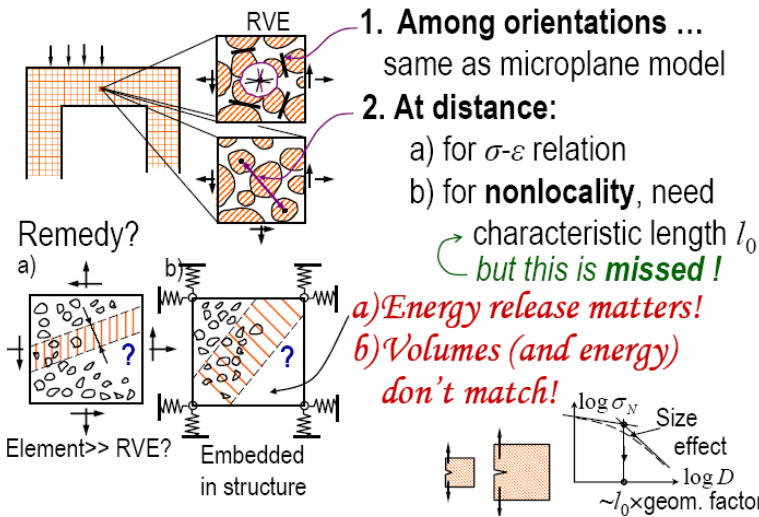 RVE
1. Among orientations ...
same as microplane model
2. At distance:
a) for σ-ε relation
b) for nonlocality, need
characteristic length l₀
but this is missed !
Remedy?
a)
b)
?
?
Element>> RVE?
Embedded
in structure
a)Energy release matters!
b)Volumes (and energy)
don't match!
log σ_N
Size
effect
log D
~l₀×geom. factor